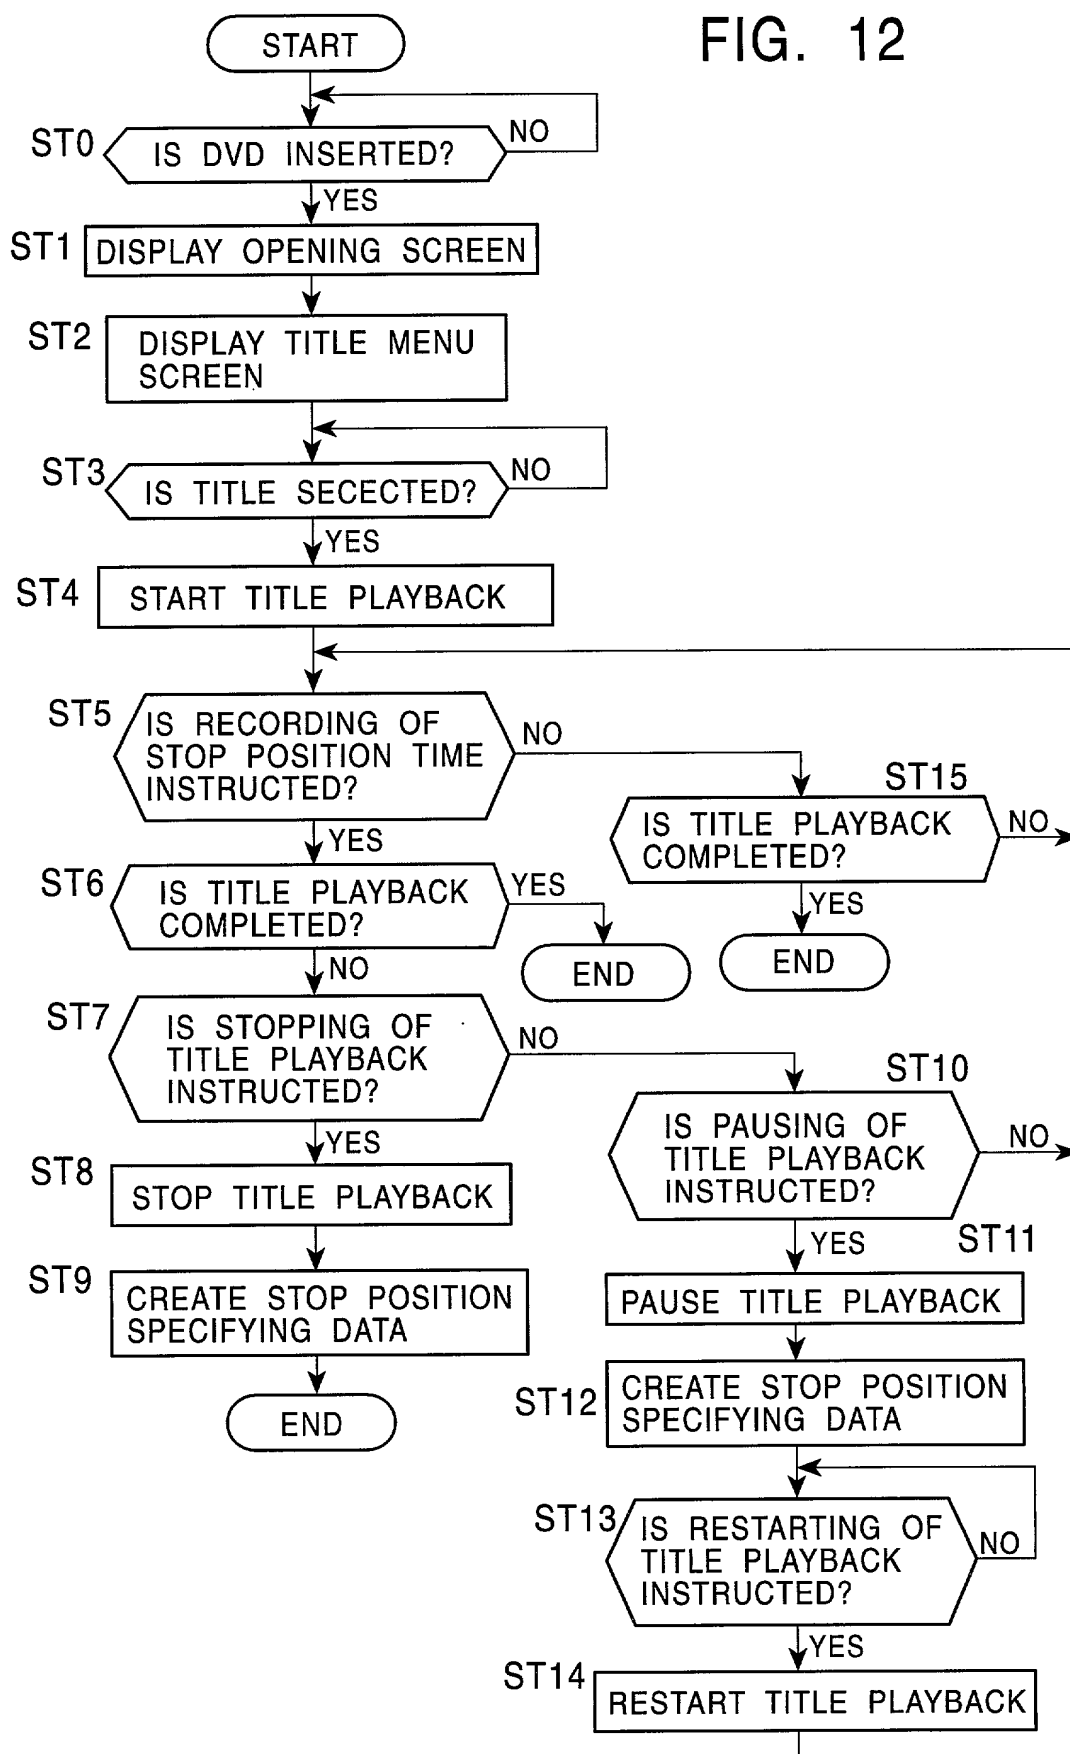 FIG. 12
START
ST0
IS DVD INSERTED?
NO
YES
ST1
DISPLAY OPENING SCREEN
ST2
DISPLAY TITLE MENU
SCREEN
ST3
IS TITLE SECECTED?
NO
YES
ST4
START TITLE PLAYBACK
ST5
IS RECORDING OF
STOP POSITION TIME
INSTRUCTED?
NO
YES
ST15
IS TITLE PLAYBACK
COMPLETED?
NO
YES
END
ST6
IS TITLE PLAYBACK
COMPLETED?
YES
END
NO
ST7
IS STOPPING OF
TITLE PLAYBACK
INSTRUCTED?
NO
YES
ST8
STOP TITLE PLAYBACK
ST9
CREATE STOP POSITION
SPECIFYING DATA
END
ST10
IS PAUSING OF
TITLE PLAYBACK
INSTRUCTED?
NO
YES
ST11
PAUSE TITLE PLAYBACK
ST12
CREATE STOP POSITION
SPECIFYING DATA
ST13
IS RESTARTING OF
TITLE PLAYBACK
INSTRUCTED?
NO
YES
ST14
RESTART TITLE PLAYBACK